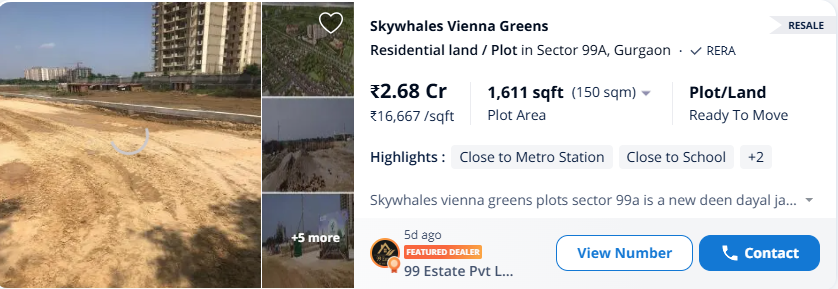 Skywhales Vienna Greens
RESALE
Residential land / Plot in Sector 99A, Gurgaon · ✓ RERA
₹2.68 Cr
₹16,667 /sqft
1,611 sqft (150 sqm)
Plot Area
Plot/Land
Ready To Move
Highlights : Close to Metro Station Close to School +2
Skywhales vienna greens plots sector 99a is a new deen dayal ja...
+5 more
5d ago
FEATURED DEALER
99 Estate Pvt L...
View Number
Contact